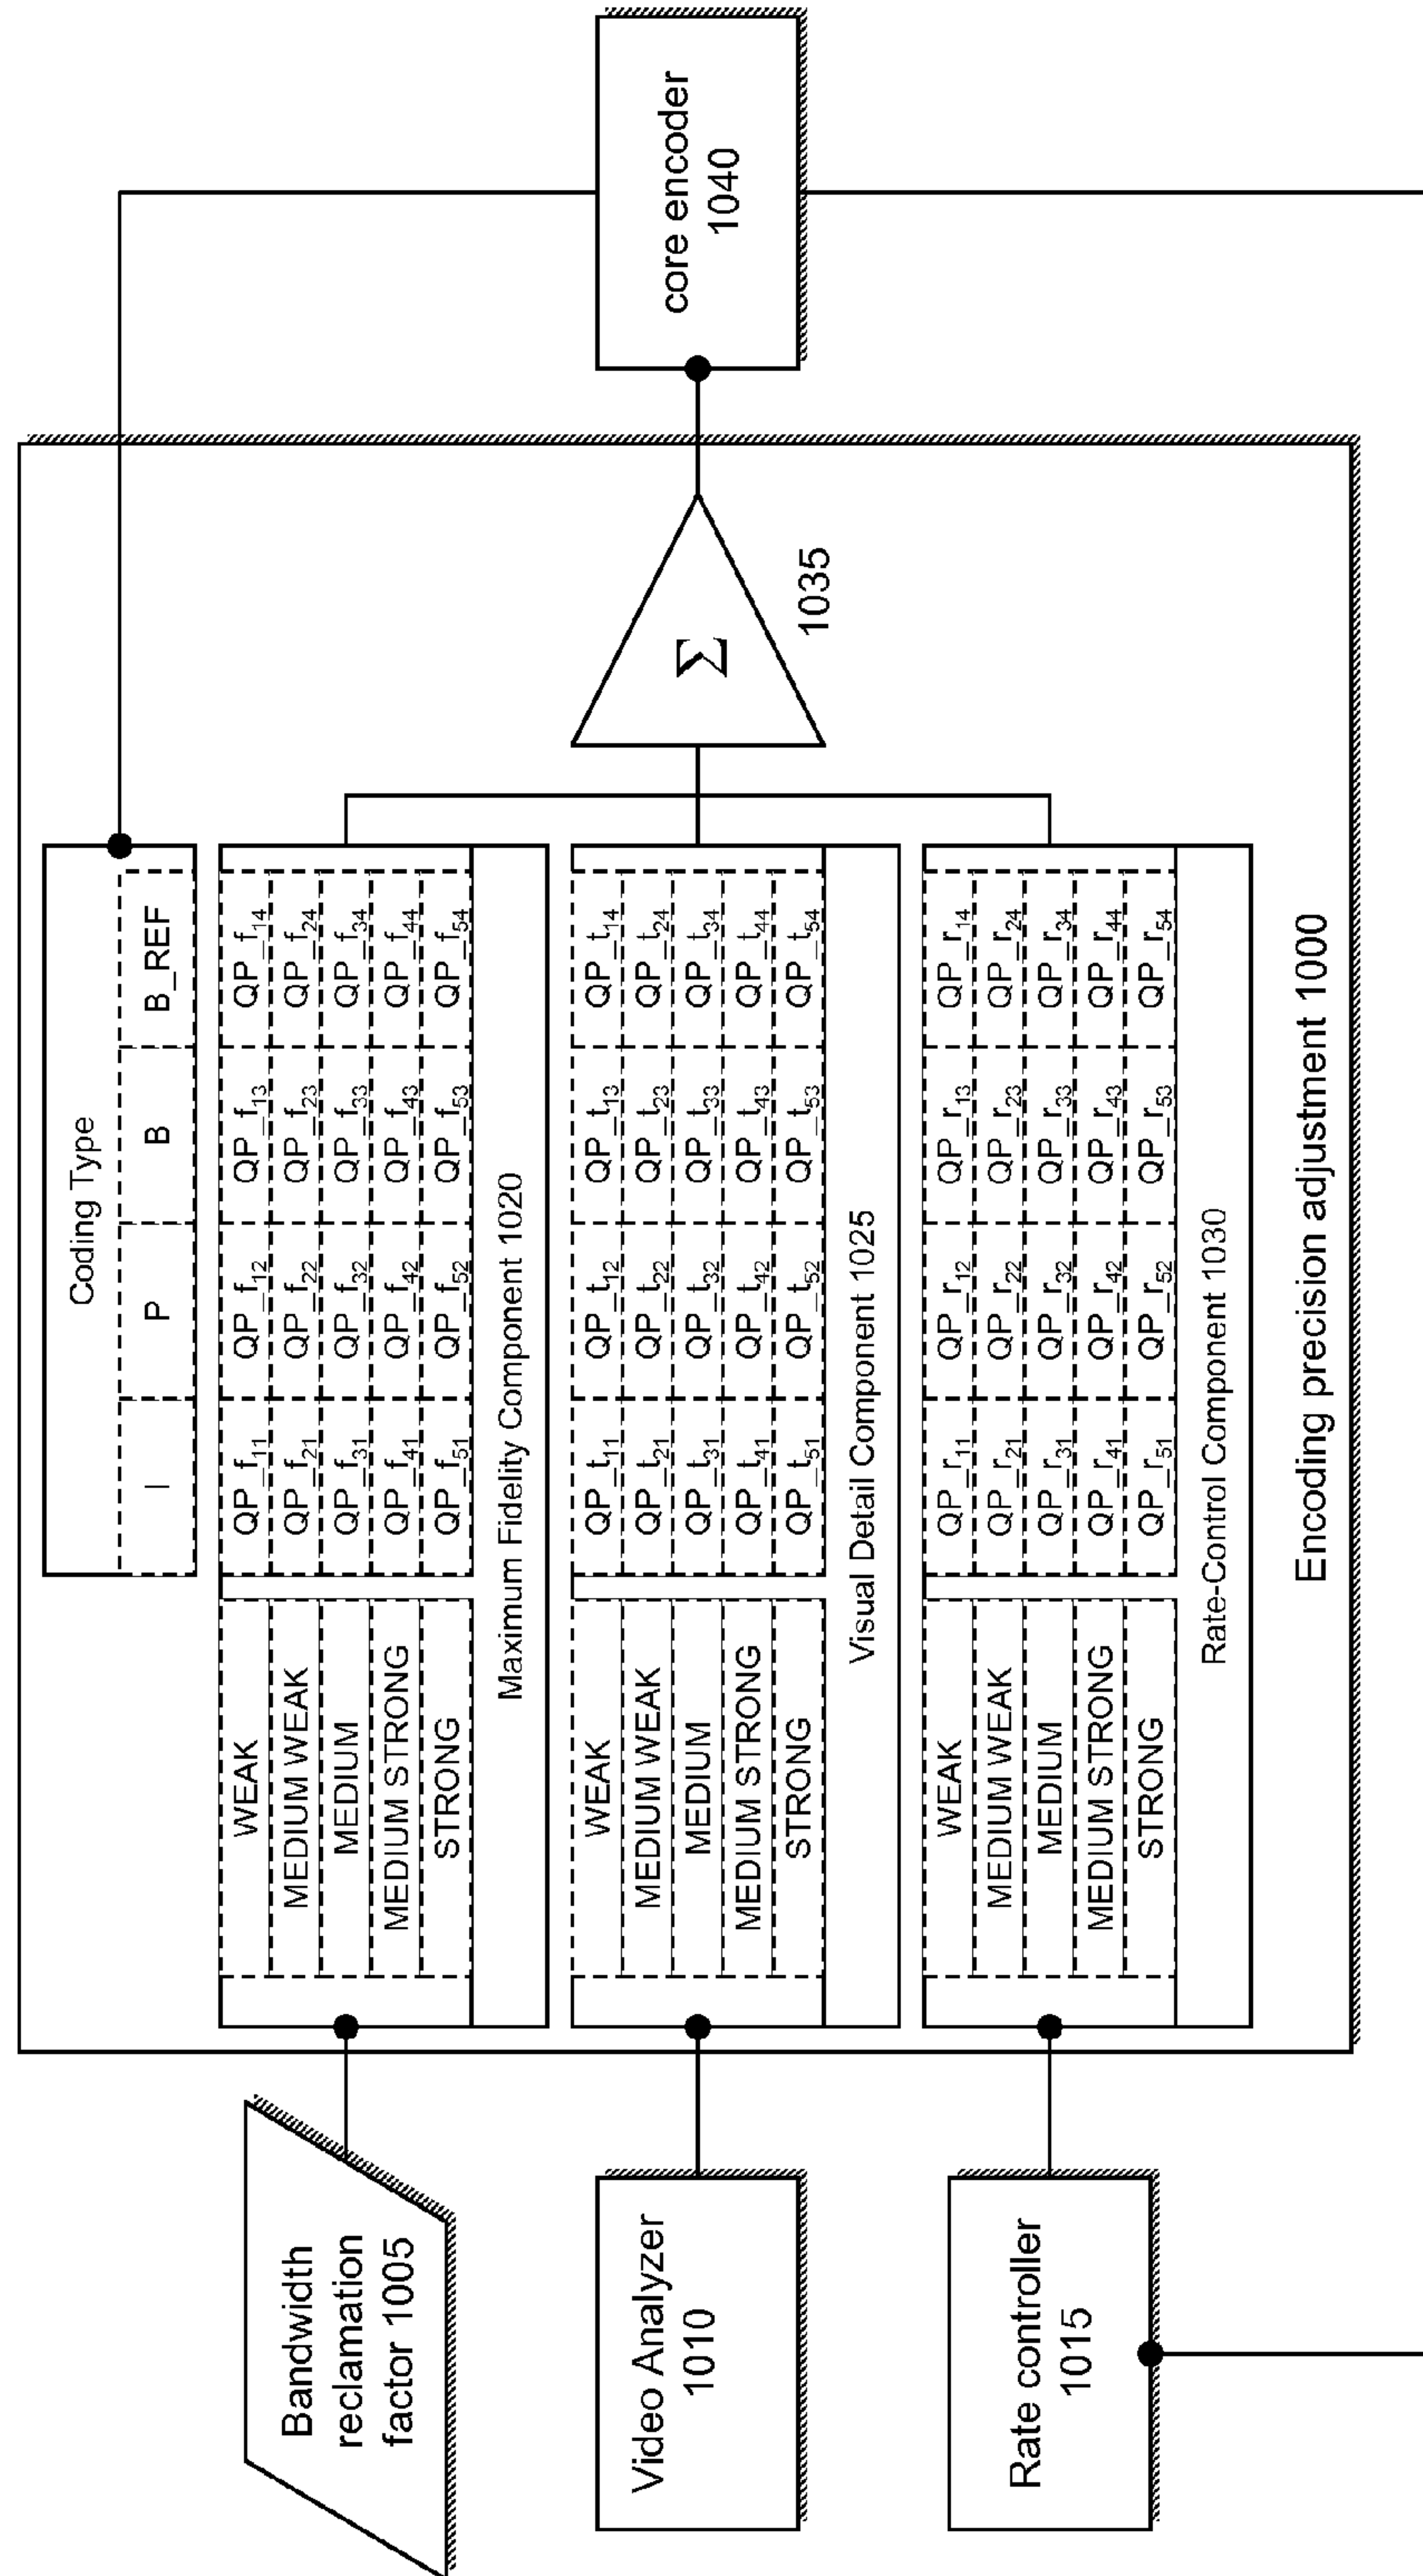 Coding Type
I P B B_REF
Bandwidth
reclamation
factor 1005
WEAK QP_f11 QP_f12 QP_f13 QP_f14
MEDIUM WEAK QP_f21 QP_f22 QP_f23 QP_f24
MEDIUM QP_f31 QP_f32 QP_f33 QP_f34
MEDIUM STRONG QP_f41 QP_f42 QP_f43 QP_f44
STRONG QP_f51 QP_f52 QP_f53 QP_f54
Maximum Fidelity Component 1020
Video Analyzer
1010
WEAK QP_t11 QP_t12 QP_t13 QP_t14
MEDIUM WEAK QP_t21 QP_t22 QP_t23 QP_t24
MEDIUM QP_t31 QP_t32 QP_t33 QP_t34
MEDIUM STRONG QP_t41 QP_t42 QP_t43 QP_t44
STRONG QP_t51 QP_t52 QP_t53 QP_t54
Visual Detail Component 1025
Σ
1035
core encoder
1040
Rate controller
1015
WEAK QP_r11 QP_r12 QP_r13 QP_r14
MEDIUM WEAK QP_r21 QP_r22 QP_r23 QP_r24
MEDIUM QP_r31 QP_r32 QP_r33 QP_r34
MEDIUM STRONG QP_r41 QP_r42 QP_r43 QP_r44
STRONG QP_r51 QP_r52 QP_r53 QP_r54
Rate-Control Component 1030
Encoding precision adjustment 1000